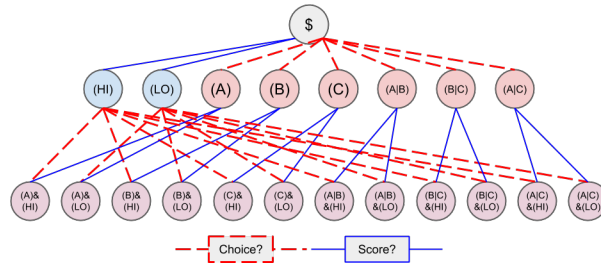 $
(HI) (LO) (A) (B) (C) (A|B) (B|C) (A|C)
(A)& (A)& (B)& (B)& (C)& (C)& (A|B) (A|B) (B|C) (B|C) (A|C) (A|C)
(HI) (LO) (HI) (LO) (HI) (LO) &(HI) &(LO) &(HI) &(LO) &(HI) &(LO)
Choice? Score?